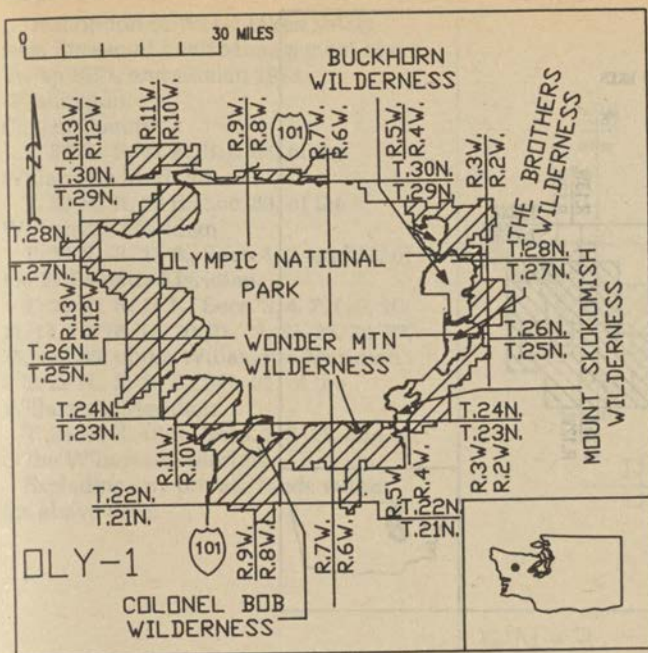 0 30 MILES
BUCKHORN
WILDERNESS
N
R.13W.
R.12W.
R.11W.
R.10W.
R.9W.
R.8W.
101
R.7W.
R.6W.
R.5W.
R.4W.
R.3W.
R.2W.
THE BROTHERS
WILDERNESS
T.30N.
T.29N.
T.30N.
T.29N.
T.28N.
T.27N.
OLYMPIC NATIONAL
PARK
T.28N.
T.27N.
R.13W.
R.12W.
T.26N.
T.25N.
WONDER MTN
WILDERNESS
T.26N.
T.25N.
MOUNT SKOKOMISH
WILDERNESS
T.24N.
T.23N.
T.24N.
T.23N.
R.11W.
R.10W.
R.5W.
R.4W.
R.3W.
R.2W.
T.22N.
T.21N.
T.22N.
T.21N.
OLY-1
101
R.9W.
R.8W.
R.7W.
R.6W.
COLONEL BOB
WILDERNESS